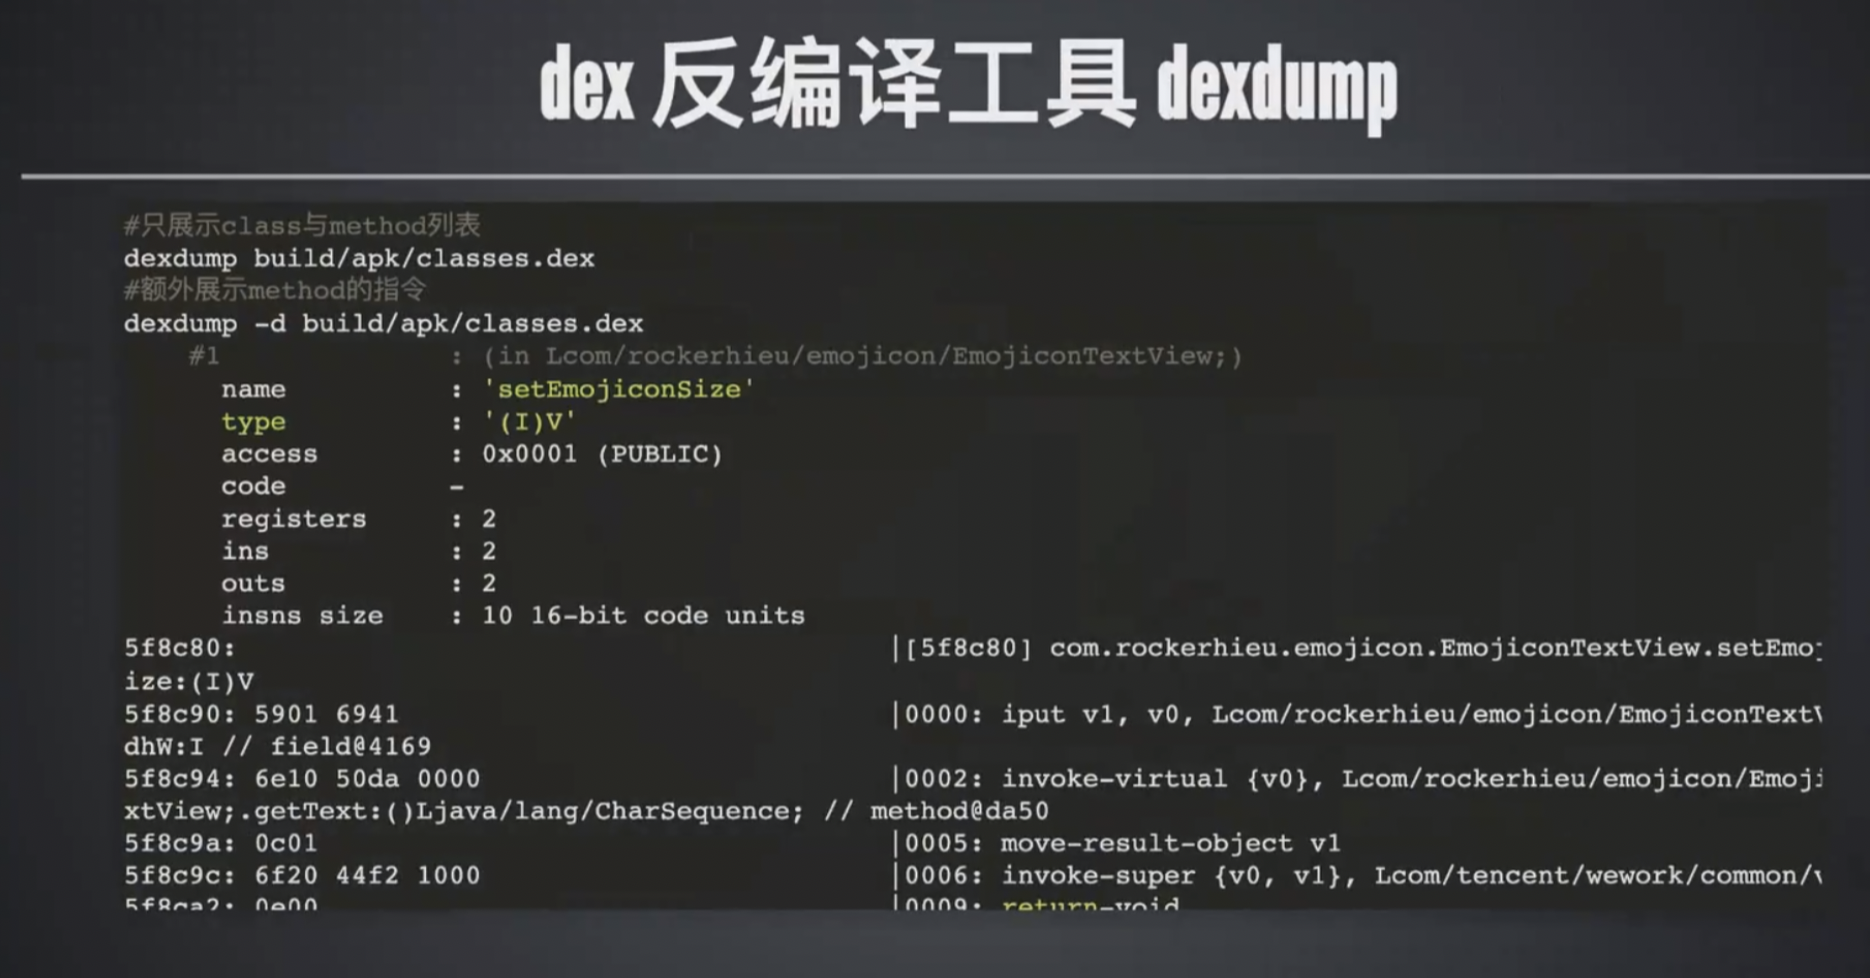 dex 反编译工具 dexdump
#只展示class与method列表
dexdump build/apk/classes.dex
#额外展示method的指令
dexdump -d build/apk/classes.dex
#1 : (in Lcom/rockerhieu/emojicon/EmojiconTextView;)
name : 'setEmojiconSize'
type : '(I)V'
access : 0x0001 (PUBLIC)
code -
registers : 2
ins : 2
outs : 2
insns size : 10 16-bit code units
5f8c80: |[5f8c80] com.rockerhieu.emojicon.EmojiconTextView.setEmo
ize:(I)V
5f8c90: 5901 6941 |0000: iput v1, v0, Lcom/rockerhieu/emojicon/EmojiconText
dhW:I // field@4169
5f8c94: 6e10 50da 0000 |0002: invoke-virtual {v0}, Lcom/rockerhieu/emojicon/Emoji
xtView;.getText:()Ljava/lang/CharSequence; // method@da50
5f8c9a: 0c01 |0005: move-result-object v1
5f8c9c: 6f20 44f2 1000 |0006: invoke-super {v0, v1}, Lcom/tencent/wework/common/
5f8ca2: 0e00 |0009: return-void